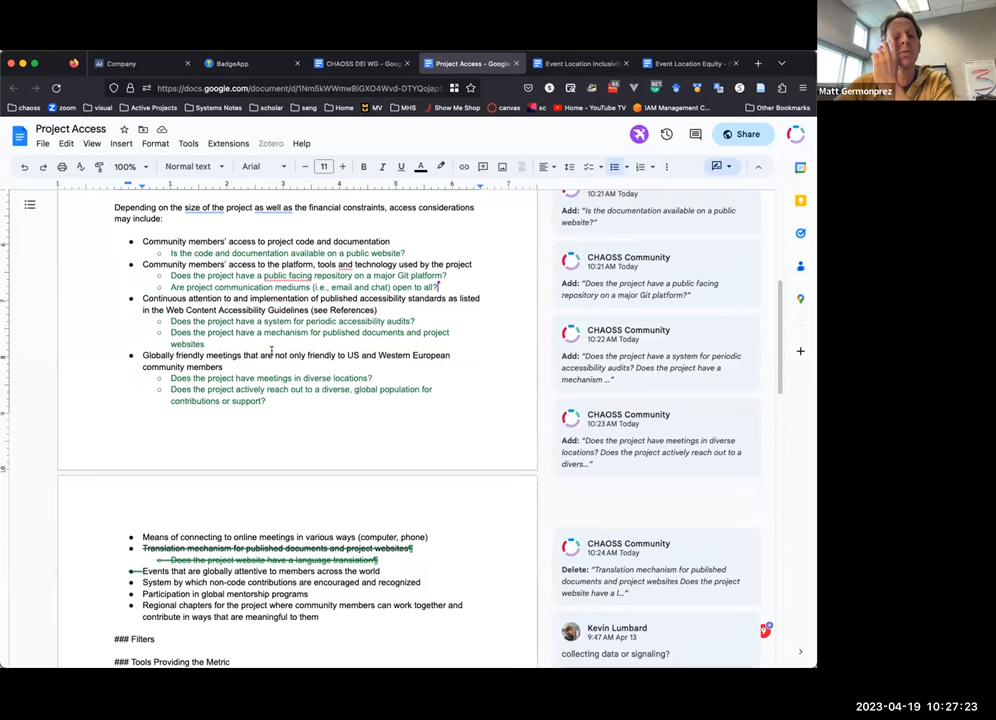 Company
BadgeApp
CHAOSS DEI WG - Goog
Project Access - Google
Event Location Inclusivi
Event Location Equity -
https://docs.google.com/document/d/
chaoss
zoom
visual
Active Projects
Systems Notes
scholar
seng
Home
MV
MHS
Show Me Shop
canvas
sc
Home - YouTube TV
IAM Management C...
Other Bookmarks
Matt Germonprez
Project Access
File Edit View Insert Format Tools Extensions Zotero Help
Share
100%
Normal text
Arial
11
Depending on the size of the project as well as the financial constraints, access considerations
may include:
Community members' access to project code and documentation
Is the code and documentation available on a public website?
Community members' access to the platform, tools and technology used by the project
Does the project have a public facing repository on a major Git platform?
Are project communication mediums (i.e., email and chat) open to all?
Continuous attention to and implementation of published accessibility standards as listed
in the Web Content Accessibility Guidelines (see References)
Does the project have a system for periodic accessibility audits?
Does the project have a mechanism for published documents and project
websites
Globally friendly meetings that are not only friendly to US and Western European
community members
Does the project have meetings in diverse locations?
Does the project actively reach out to a diverse, global population for
contributions or support?
Means of connecting to online meetings in various ways (computer, phone)
Translation mechanism for published documents and project websites¶
Does the project website have a language translation¶
Events that are globally attentive to members across the world
System by which non-code contributions are encouraged and recognized
Participation in global mentorship programs
Regional chapters for the project where community members can work together and
contribute in ways that are meaningful to them
### Filters
### Tools Providing the Metric
10:21 AM Today
Add: "Is the documentation available on a public
website?"
CHAOSS Community
10:21 AM Today
Add: "Does the project have a public facing
repository on a major Git platform?"
CHAOSS Community
10:22 AM Today
Add: "Does the project have a system for periodic
accessibility audits? Does the project have a
mechanism ..."
CHAOSS Community
10:23 AM Today
Add: "Does the project have meetings in diverse
locations? Does the project actively reach out to a
divers..."
CHAOSS Community
10:24 AM Today
Delete: "Translation mechanism for published
documents and project websites Does the project
website have a l..."
Kevin Lumbard
9:47 AM Apr 13
collecting data or signaling?
2023-04-19 10:27:23